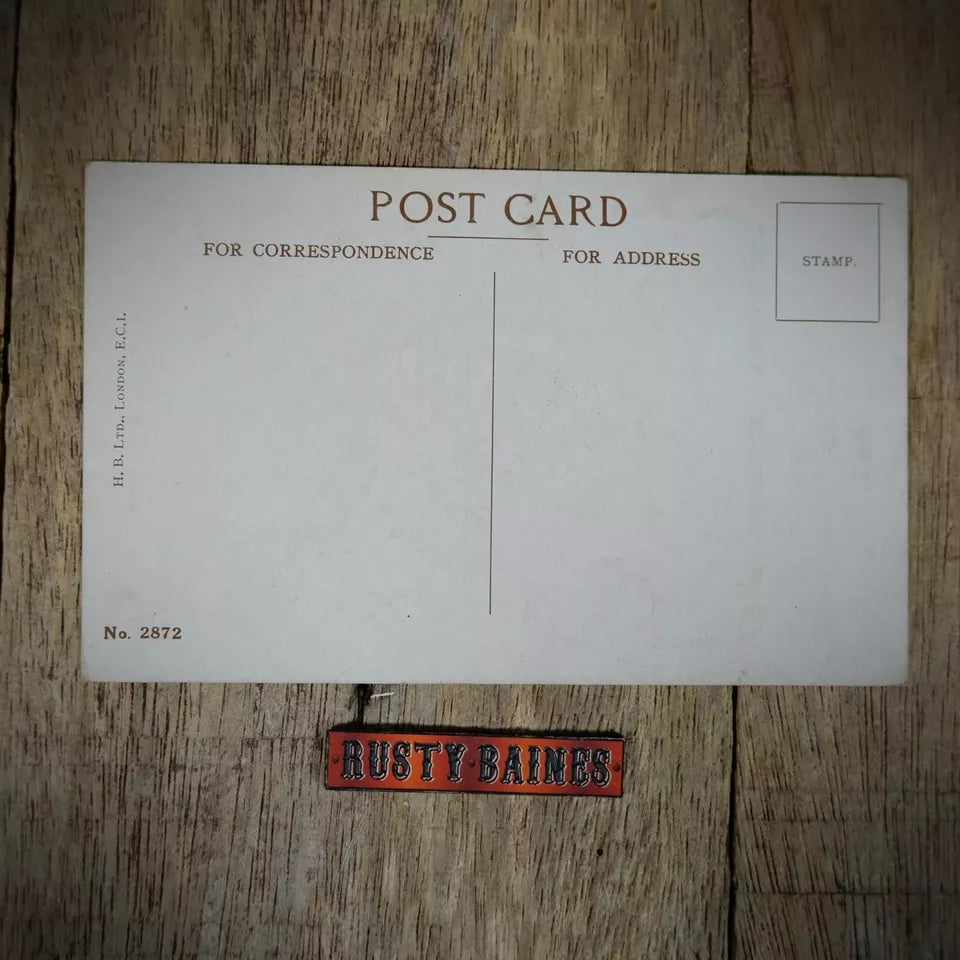 POST CARD
FOR CORRESPONDENCE
FOR ADDRESS
STAMP.
H. B. LTD., LONDON, E.C.1.
No. 2872
RUSTY·BAINES